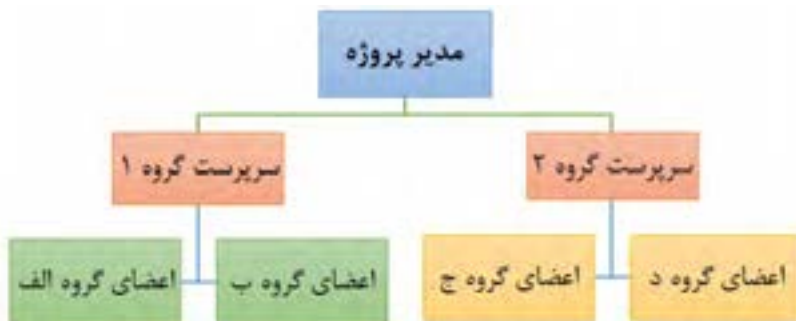 مدیر پروژه
سرپرست گروه ۲
سرپرست گروه ۱
اعضای گروه د
اعضای گروه ج
اعضای گروه ب
اعضای گروه الف